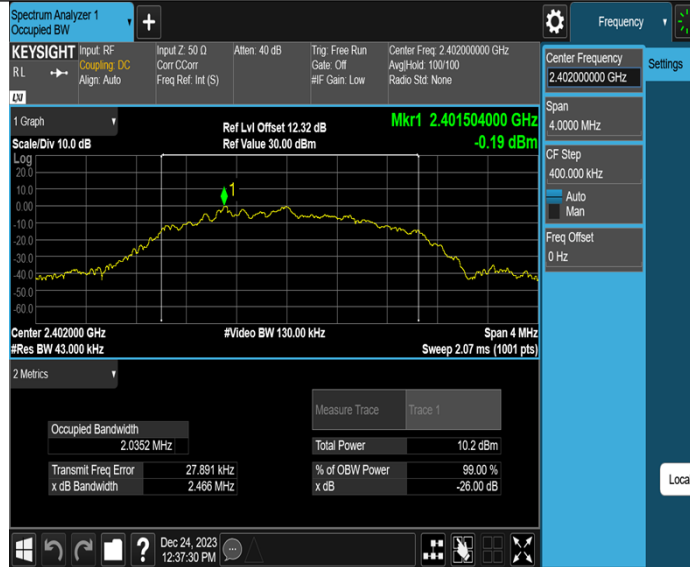 Spectrum Analyzer 1
Occupied BW
+
Frequency
KEYSIGHT
RL
LXI
Input: RF
Coupling: DC
Align: Auto
Input Z: 50 Ω
Corr CCorr
Freq Ref: Int (S)
Atten: 40 dB
Trig: Free Run
Gate: Off
#IF Gain: Low
Center Freq: 2.402000000 GHz
Avg|Hold: 100/100
Radio Std: None
Center Frequency
2.402000000 GHz
Settings
Span
4.0000 MHz
CF Step
400.000 kHz
Auto
Man
Freq Offset
0 Hz
1 Graph
Scale/Div 10.0 dB
Ref Lvl Offset 12.32 dB
Ref Value 30.00 dBm
Mkr1 2.401504000 GHz
-0.19 dBm
Log
20.0
10.0
0.00
-10.0
-20.0
-30.0
-40.0
-50.0
-60.0
1
Center 2.402000 GHz
#Video BW 130.00 kHz
Span 4 MHz
#Res BW 43.000 kHz
Sweep 2.07 ms (1001 pts)
2 Metrics
Measure Trace
Trace 1
Occupied Bandwidth
2.0352 MHz
Total Power
10.2 dBm
Transmit Freq Error
27.891 kHz
% of OBW Power
99.00 %
x dB Bandwidth
2.466 MHz
x dB
-26.00 dB
Loca
?
Dec 24, 2023
12:37:30 PM